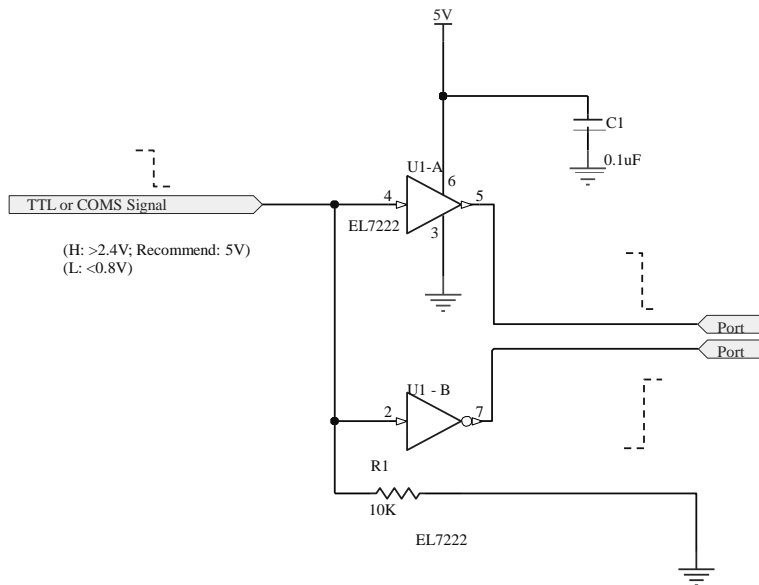 5V
C1
0.1uF
U1-A
6
4
5
TTL or COMS Signal
EL7222
3
(H: >2.4V; Recommend: 5V)
(L: <0.8V)
Port
Port
U1 - B
2
7
R1
10K
EL7222